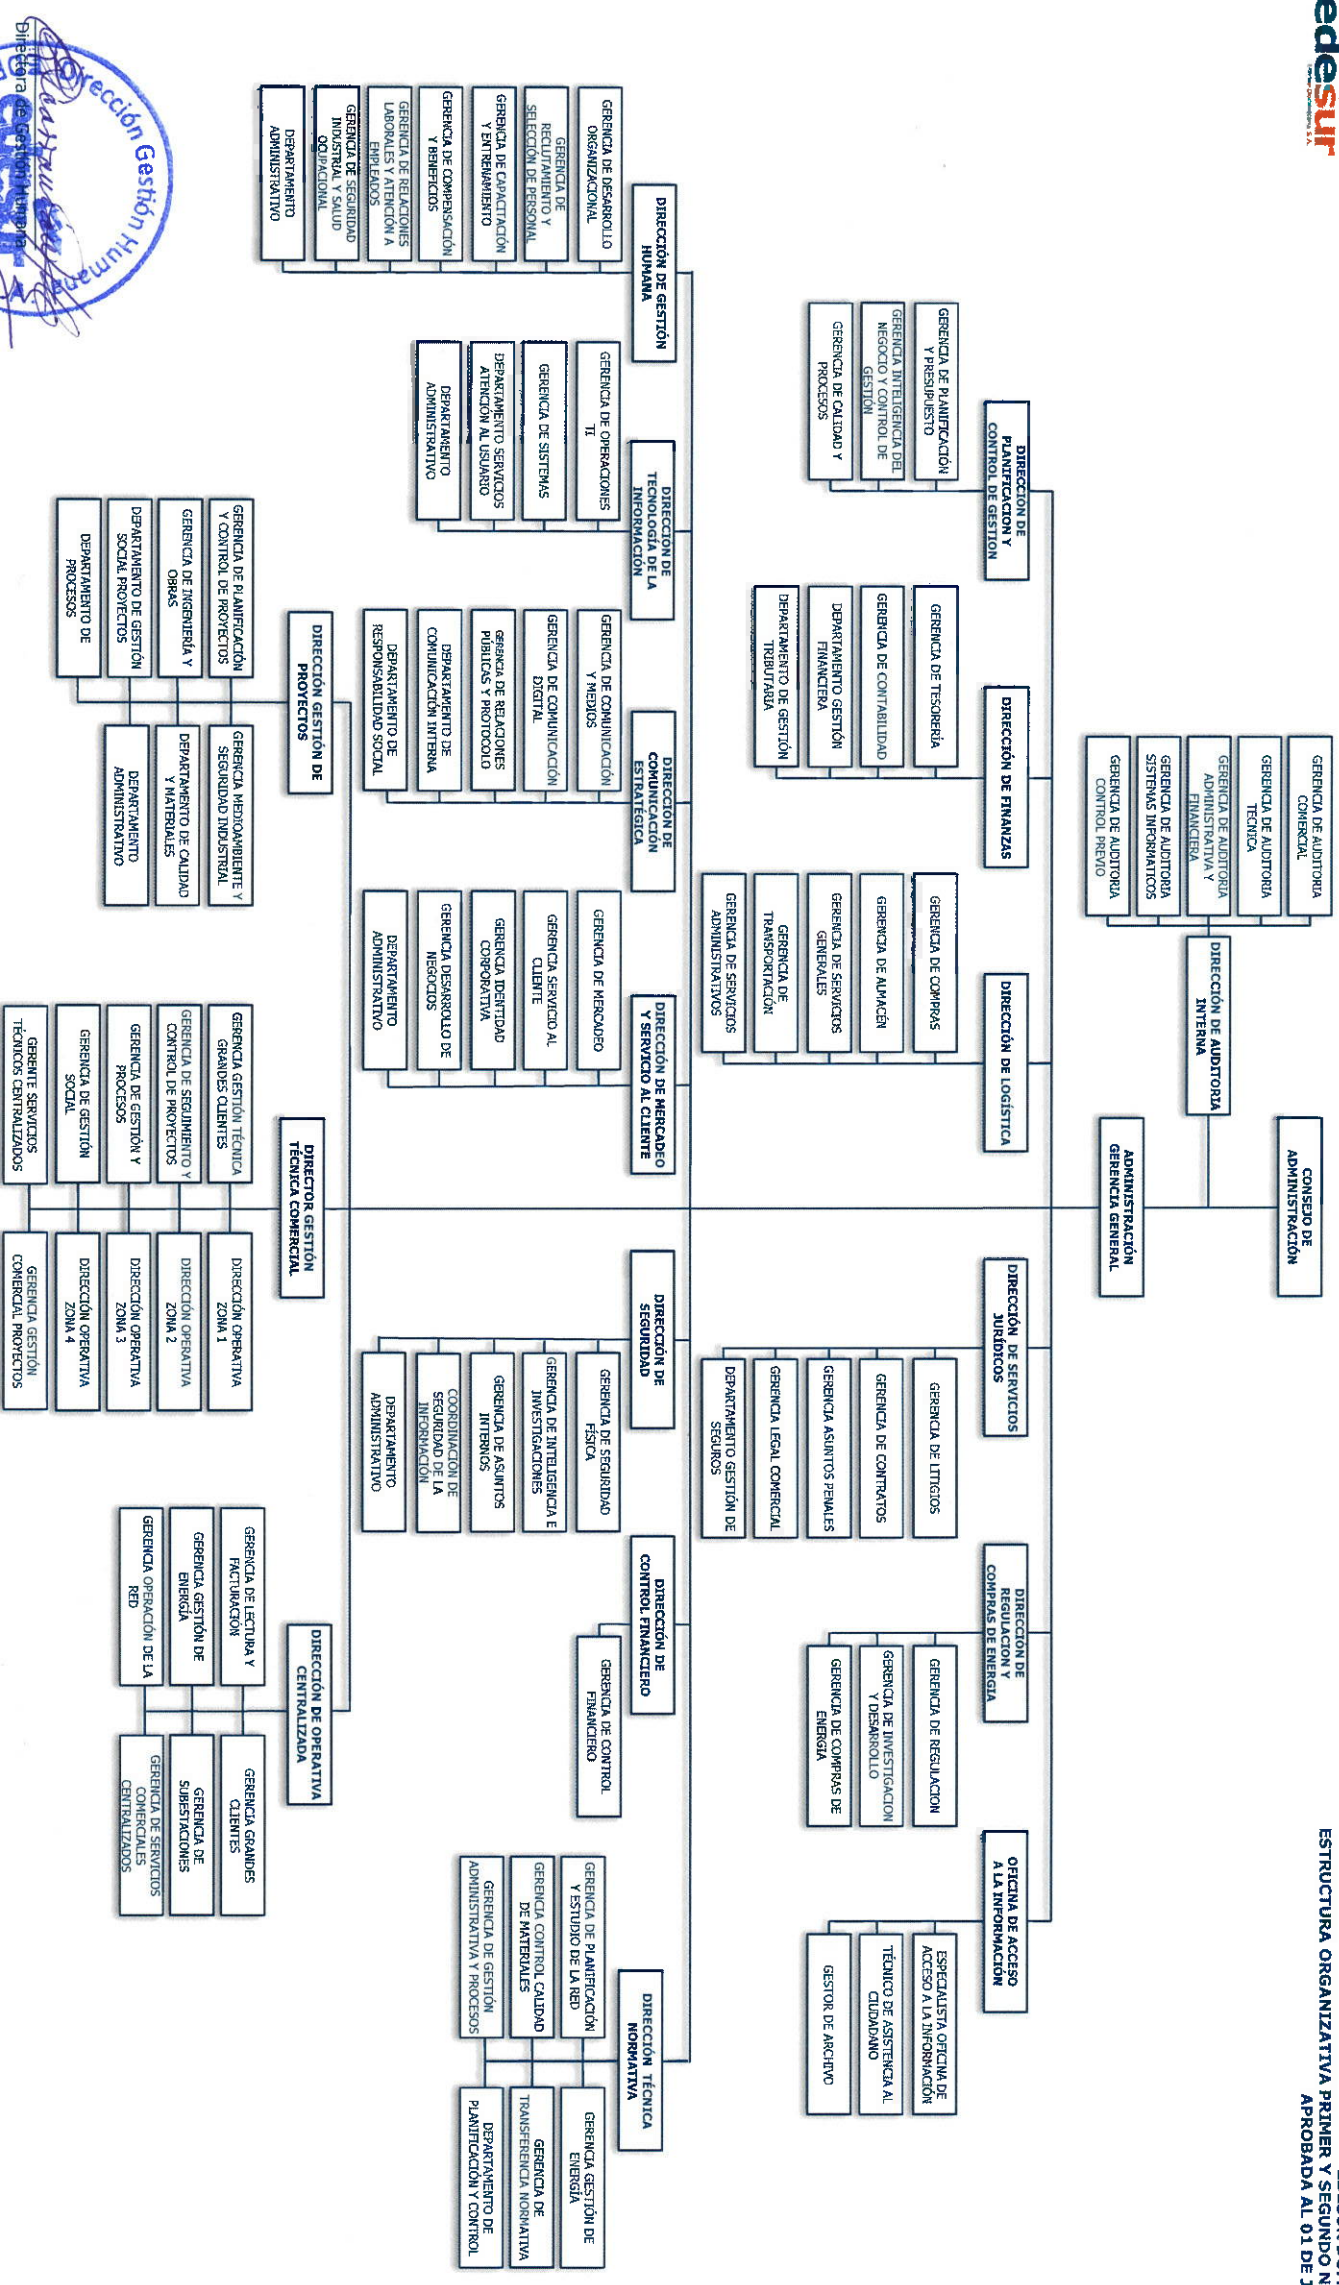 edesur
ESTRUCTURA ORGANIZATIVA PRIMER Y SEGUNDO N
APROBADA AL 01 DE J
CONSEJO DE
ADMINISTRACIÓN
DIRECCIÓN DE AUDITORIA
INTERNA
GERENCIA DE AUDITORIA
COMERCIAL
GERENCIA DE AUDITORIA
TECNICA
GERENCIA DE AUDITORIA
ADMINISTRATIVA Y
FINANCIERA
GERENCIA DE AUDITORIA
SISTEMAS INFORMATICOS
GERENCIA DE AUDITORIA
CONTROL PREVIO
ADMINISTRACIÓN
GERENCIA GENERAL
DIRECCIÓN DE
PLANIFICACION Y
CONTROL DE GESTION
GERENCIA DE PLANIFICACIÓN
Y PRESUPUESTO
GERENCIA INTELIGENCIA DEL
NEGOCIO Y CONTROL DE
GESTIÓN
GERENCIA DE CALIDAD Y
PROCESOS
DIRECCIÓN DE FINANZAS
GERENCIA DE TESORERÍA
GERENCIA DE CONTABILIDAD
DEPARTAMENTO GESTIÓN
FINANCIERA
DEPARTAMENTO DE GESTIÓN
TRIBUTARIA
DIRECCIÓN DE LOGÍSTICA
GERENCIA DE COMPRAS
GERENCIA DE ALMACÉN
GERENCIA DE SERVICIOS
GENERALES
GERENCIA DE
TRANSPORTACIÓN
GERENCIA DE SERVICIOS
ADMINISTRATIVOS
DIRECCIÓN DE SERVICIOS
JURÍDICOS
GERENCIA DE LITIGIOS
GERENCIA DE CONTRATOS
GERENCIA ASUNTOS PENALES
GERENCIA LEGAL COMERCIAL
DEPARTAMENTO GESTIÓN DE
SEGUROS
DIRECCIÓN DE
REGULACION Y
COMPRAS DE ENERGIA
GERENCIA DE REGULACION
GERENCIA DE INVESTIGACION
Y DESARROLLO
GERENCIA DE COMPRAS DE
ENERGIA
OFICINA DE ACCESO
A LA INFORMACIÓN
ESPECIALISTA OFICINA DE
ACCESO A LA INFORMACIÓN
TÉCNICO DE ASISTENCIA AL
CIUDADANO
GESTOR DE ARCHIVO
DIRECCIÓN DE GESTIÓN
HUMANA
GERENCIA DE DESARROLLO
ORGANIZACIONAL
GERENCIA DE
RECLUTAMIENTO Y
SELECCIÓN DE PERSONAL
GERENCIA DE CAPACITACIÓN
Y ENTRENAMIENTO
GERENCIA DE COMPENSACIÓN
Y BENEFICIOS
GERENCIA DE RELACIONES
LABORALES Y ATENCIÓN A
EMPLEADOS
GERENCIA DE SEGURIDAD
INDUSTRIAL Y SALUD
OCUPACIONAL
DEPARTAMENTO
ADMINISTRATIVO
DIRECCIÓN DE
TECNOLOGÍA DE LA
INFORMACIÓN
GERENCIA DE OPERACIONES
TI
GERENCIA DE SISTEMAS
DEPARTAMENTO SERVICIOS
ATENCIÓN AL USUARIO
DEPARTAMENTO
ADMINISTRATIVO
DIRECCIÓN DE
COMUNICACIÓN
ESTRATÉGICA
GERENCIA DE COMUNICACIÓN
Y MEDIOS
GERENCIA DE COMUNICACIÓN
DIGITAL
GERENCIA DE RELACIONES
PÚBLICAS Y PROTOCOLO
DEPARTAMENTO DE
COMUNICACIÓN INTERNA
DEPARTAMENTO DE
RESPONSABILIDAD SOCIAL
DIRECCIÓN DE MERCADEO
Y SERVICIO AL CLIENTE
GERENCIA DE MERCADEO
GERENCIA SERVICIO AL
CLIENTE
GERENCIA IDENTIDAD
CORPORATIVA
GERENCIA DESARROLLO DE
NEGOCIOS
DEPARTAMENTO
ADMINISTRATIVO
DIRECCIÓN DE
SEGURIDAD
GERENCIA DE SEGURIDAD
FÍSICA
GERENCIA DE INTELIGENCIA E
INVESTIGACIONES
GERENCIA DE ASUNTOS
INTERNOS
COORDINACIÓN DE
SEGURIDAD DE LA
INFORMACIÓN
DEPARTAMENTO
ADMINISTRATIVO
DIRECCIÓN DE
CONTROL FINANCIERO
GERENCIA DE CONTROL
FINANCIERO
DIRECCIÓN TÉCNICA
NORMATIVA
GERENCIA DE PLANIFICACIÓN
Y ESTUDIO DE LA RED
GERENCIA CONTROL CALIDAD
DE MATERIALES
GERENCIA DE GESTIÓN
ADMINISTRATIVA Y PROCESOS
GERENCIA GESTIÓN DE
ENERGÍA
GERENCIA DE
TRANSFERENCIA NORMATIVA
DEPARTAMENTO DE
PLANIFICACIÓN Y CONTROL
DIRECCIÓN GESTIÓN DE
PROYECTOS
GERENCIA DE PLANIFICACIÓN
Y CONTROL DE PROYECTOS
GERENCIA DE INGENIERÍA Y
OBRAS
DEPARTAMENTO DE GESTIÓN
SOCIAL PROYECTOS
DEPARTAMENTO DE
PROCESOS
GERENCIA MEDIOAMBIENTE Y
SEGURIDAD INDUSTRIAL
DEPARTAMENTO DE CALIDAD
Y MATERIALES
DEPARTAMENTO
ADMINISTRATIVO
DIRECTOR GESTIÓN
TÉCNICA COMERCIAL
GERENCIA GESTIÓN TÉCNICA
GRANDES CLIENTES
GERENCIA DE SEGUIMIENTO Y
CONTROL DE PROYECTOS
GERENCIA DE GESTIÓN Y
PROCESOS
GERENCIA DE GESTIÓN
SOCIAL
GERENTE SERVICIOS
TÉCNICOS CENTRALIZADOS
DIRECCIÓN OPERATIVA
ZONA 1
DIRECCIÓN OPERATIVA
ZONA 2
DIRECCIÓN OPERATIVA
ZONA 3
DIRECCIÓN OPERATIVA
ZONA 4
GERENCIA GESTIÓN
COMERCIAL PROYECTOS
DIRECCIÓN DE OPERATIVA
CENTRALIZADA
GERENCIA DE LECTURA Y
FACTURACIÓN
GERENCIA GESTIÓN DE
ENERGÍA
GERENCIA OPERACIÓN DE LA
RED
GERENCIA GRANDES
CLIENTES
GERENCIA DE
SUBESTACIONES
GERENCIA DE SERVICIOS
COMERCIALES
CENTRALIZADOS
Dirección Gestión Humana
Directora de Gestión Humana